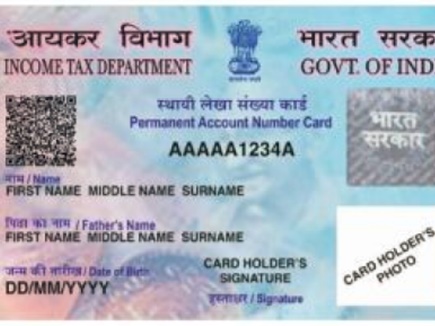 आयकर विभाग
INCOME TAX DEPARTMENT
भारत सरक
GOVT. OF IND
स्थायी लेखा संख्या कार्ड
Permanent Account Number Card
AAAAA1234A
भारत
सरकार
नाम / Name
FIRST NAME MIDDLE NAME SURNAME
पिता का नाम / Father's Name
FIRST NAME MIDDLE NAME SURNAME
जन्म की तारीख / Date of Birth
DD/MM/YYYY
CARD HOLDER'S
SIGNATURE
हस्ताक्षर / Signature
CARD HOLDER'S
PHOTO